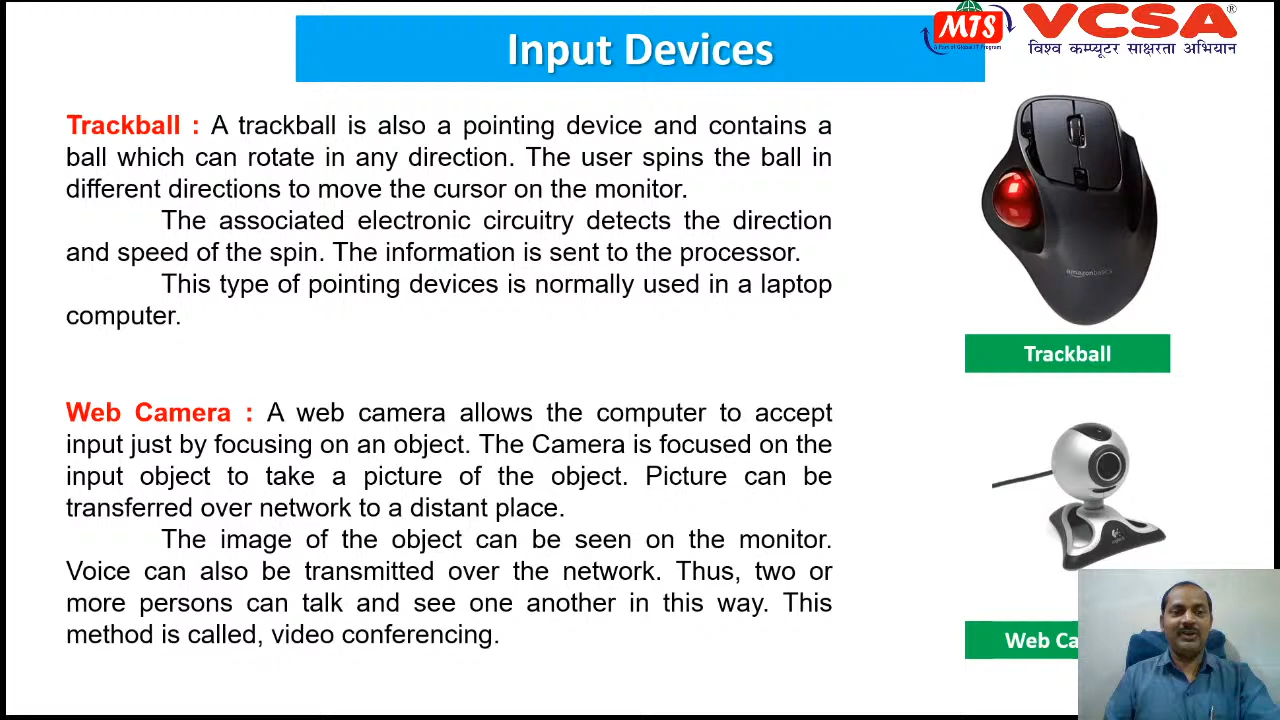 Input Devices
MTS
A Part of Global IT Program
VCSA®
विश्व कम्प्यूटर साक्षरता अभियान
Trackball : A trackball is also a pointing device and contains a
ball which can rotate in any direction. The user spins the ball in
different directions to move the cursor on the monitor.
The associated electronic circuitry detects the direction
and speed of the spin. The information is sent to the processor.
This type of pointing devices is normally used in a laptop
computer.
amazonbasics
Trackball
Web Camera : A web camera allows the computer to accept
input just by focusing on an object. The Camera is focused on the
input object to take a picture of the object. Picture can be
transferred over network to a distant place.
The image of the object can be seen on the monitor.
Voice can also be transmitted over the network. Thus, two or
more persons can talk and see one another in this way. This
method is called, video conferencing.
Web Ca